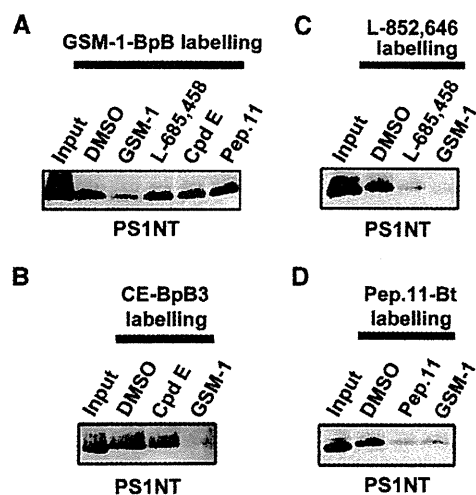 A
GSM-1-BpB labelling
Input
DMSO
GSM-1
L-685,458
Cpd E
Pep.11
PS1NT
B
CE-BpB3
labelling
Input
DMSO
Cpd E
GSM-1
PS1NT
C
L-852,646
labelling
Input
DMSO
L-685,458
GSM-1
PS1NT
D
Pep.11-Bt
labelling
Input
DMSO
Pep.11
GSM-1
PS1NT